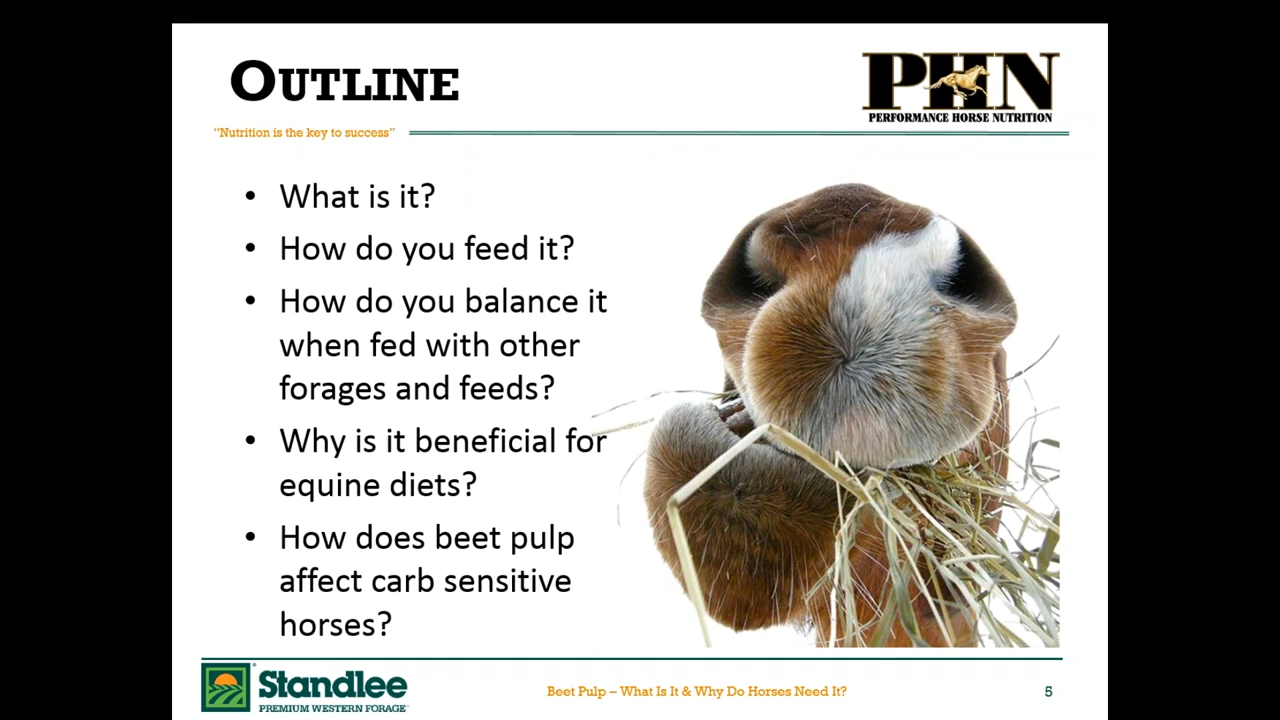 OUTLINE
PHN
PERFORMANCE HORSE NUTRITION
“Nutrition is the key to success”
• What is it?
• How do you feed it?
• How do you balance it
when fed with other
forages and feeds?
• Why is it beneficial for
equine diets?
• How does beet pulp
affect carb sensitive
horses?
Standlee®
PREMIUM WESTERN FORAGE™
Beet Pulp – What Is It & Why Do Horses Need It?
5